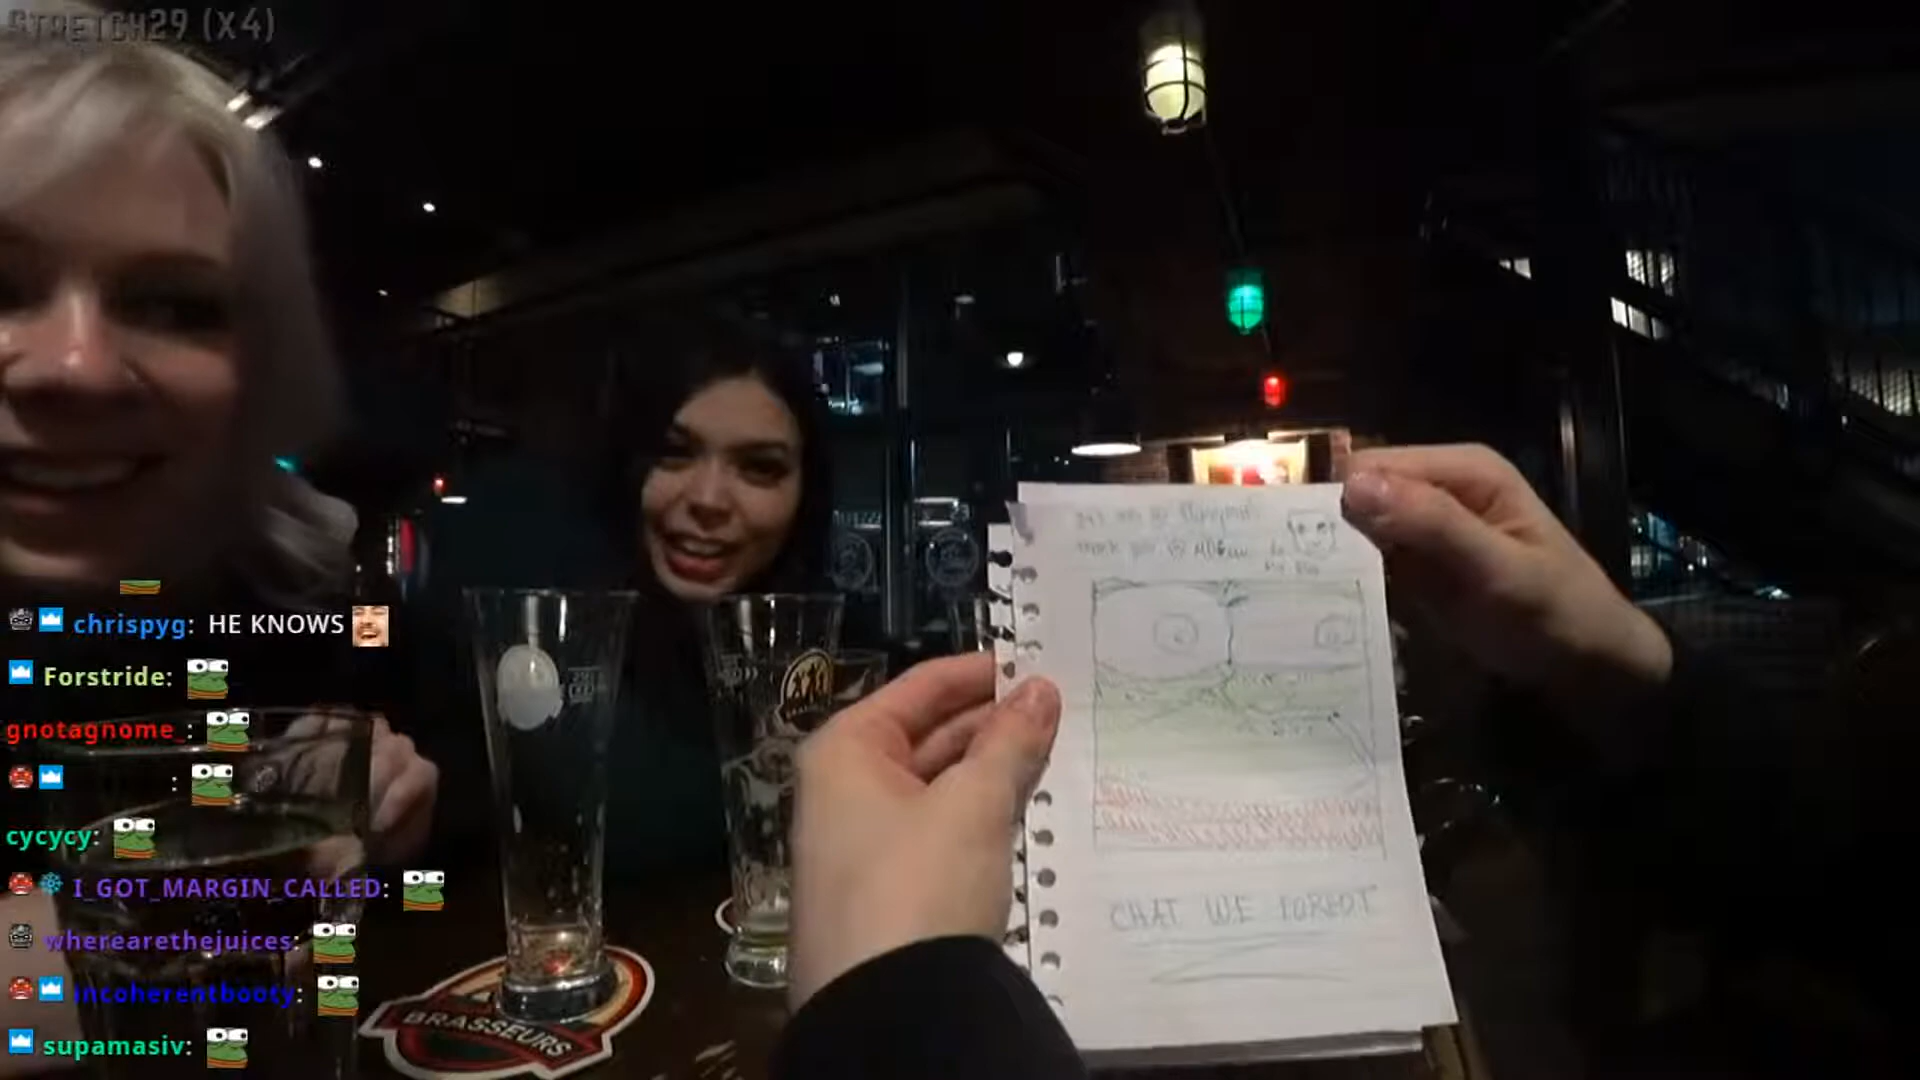 STRETCH29 (X4)
chrispyg: HE KNOWS
Forstride:
gnotagnome_:
:
cycycy:
I_GOT_MARGIN_CALLED:
wherearethejuices:
incoherentbooty:
supamasiv:
BRASSEURS
CHAT WE FORGOT